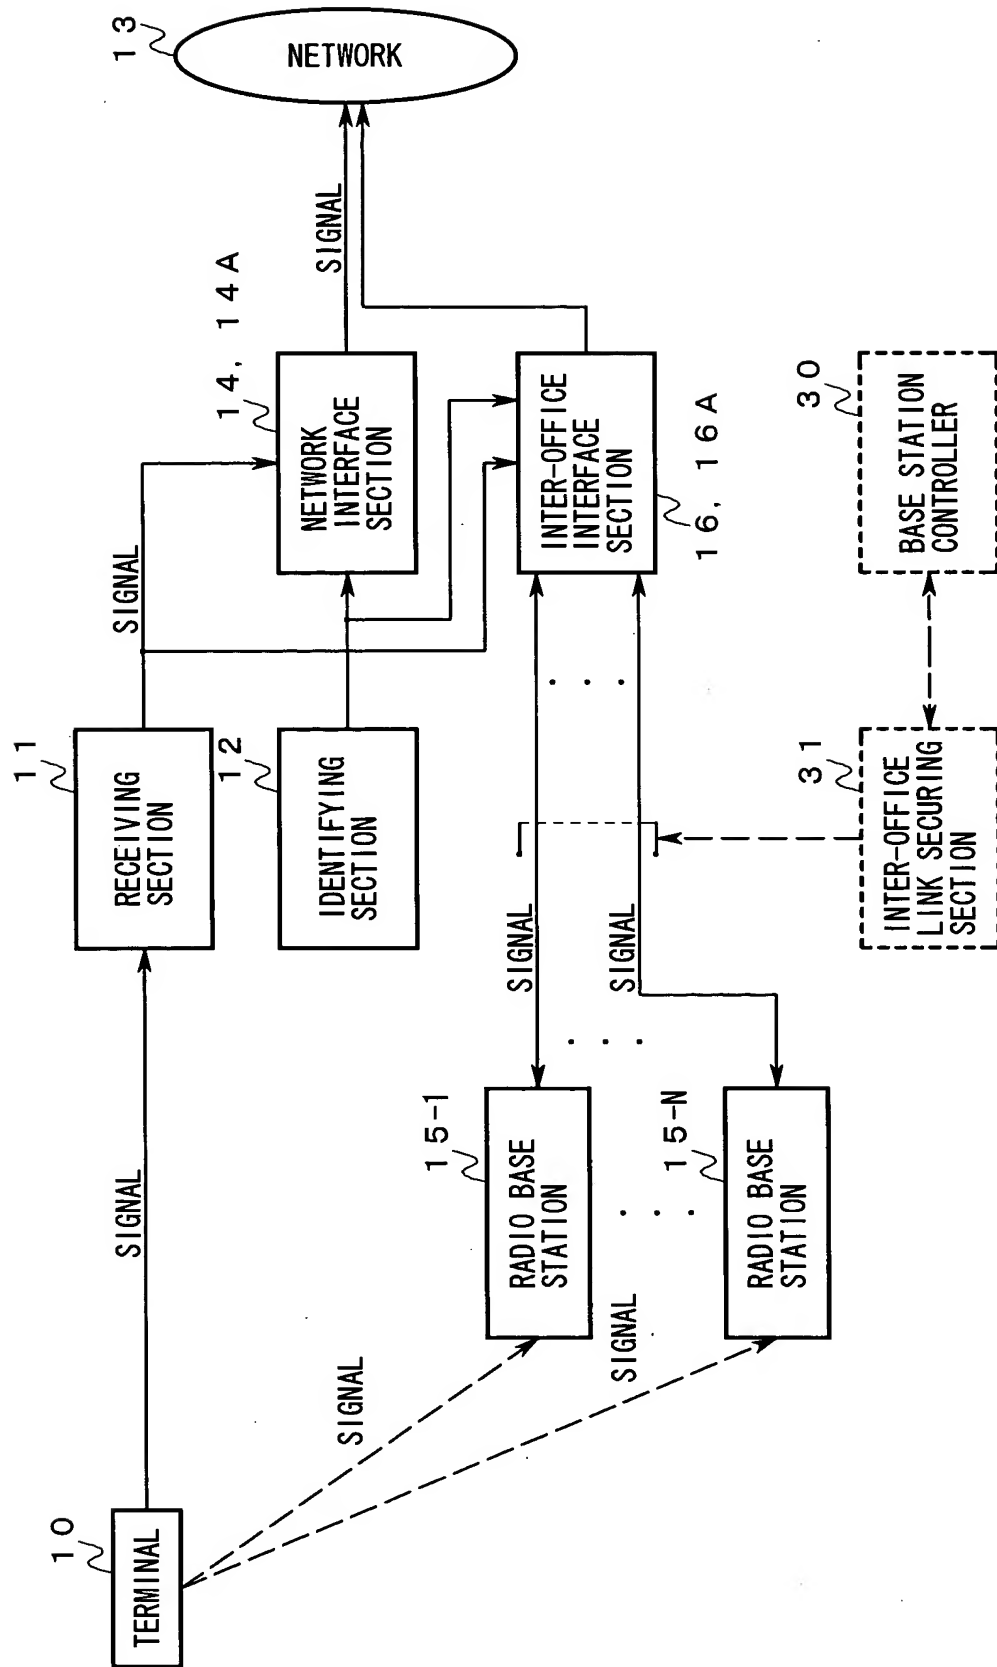 10
TERMINAL
SIGNAL
11
RECEIVING
SECTION
SIGNAL
12
IDENTIFYING
SECTION
14, 14A
NETWORK
INTERFACE
SECTION
SIGNAL
13
NETWORK
SIGNAL
SIGNAL
15-1
RADIO BASE
STATION
. . .
15-N
RADIO BASE
STATION
SIGNAL
SIGNAL
. . .
. . .
INTER-OFFICE
INTERFACE
SECTION
16, 16A
31
INTER-OFFICE
LINK SECURING
SECTION
30
BASE STATION
CONTROLLER